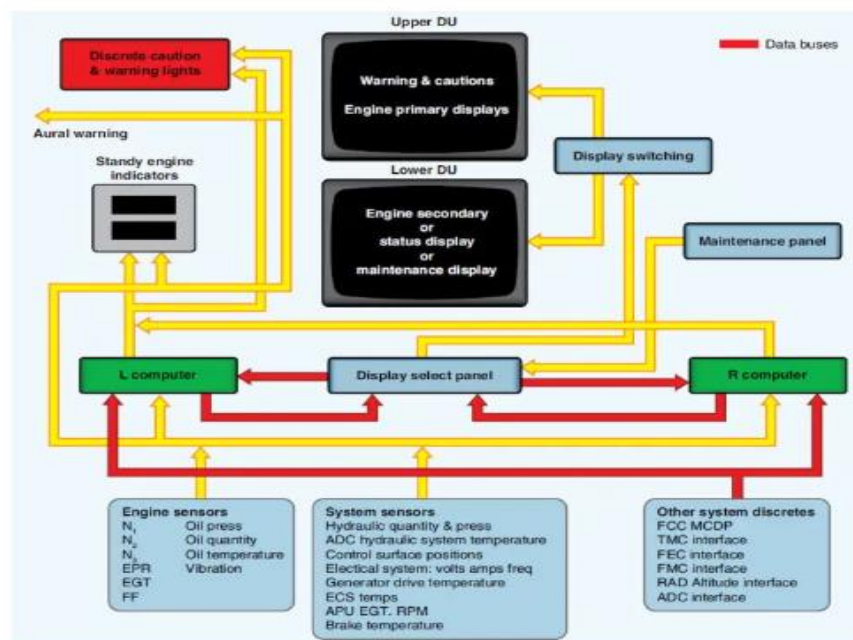 Upper DU
Data buses
Discrete caution
& warning lights
Warning & cautions
Engine primary displays
Aural warning
Standy engine
indicators
Display switching
Lower DU
Engine secondary
or
status display
or
maintenance display
Maintenance panel
L computer
Display select panel
R computer
Engine sensors
N1 Oil press
N2 Oil quantity
N3 Oil temperature
EPR Vibration
EGT
FF
System sensors
Hydraulic quantity & press
ADC hydraulic system temperature
Control surface positions
Electical system: volts amps freq
Generator drive temperature
ECS temps
APU EGT. RPM
Brake temperature
Other system discretes
FCC MCDP
TMC interface
FEC interface
FMC interface
RAD Altitude interface
ADC interface